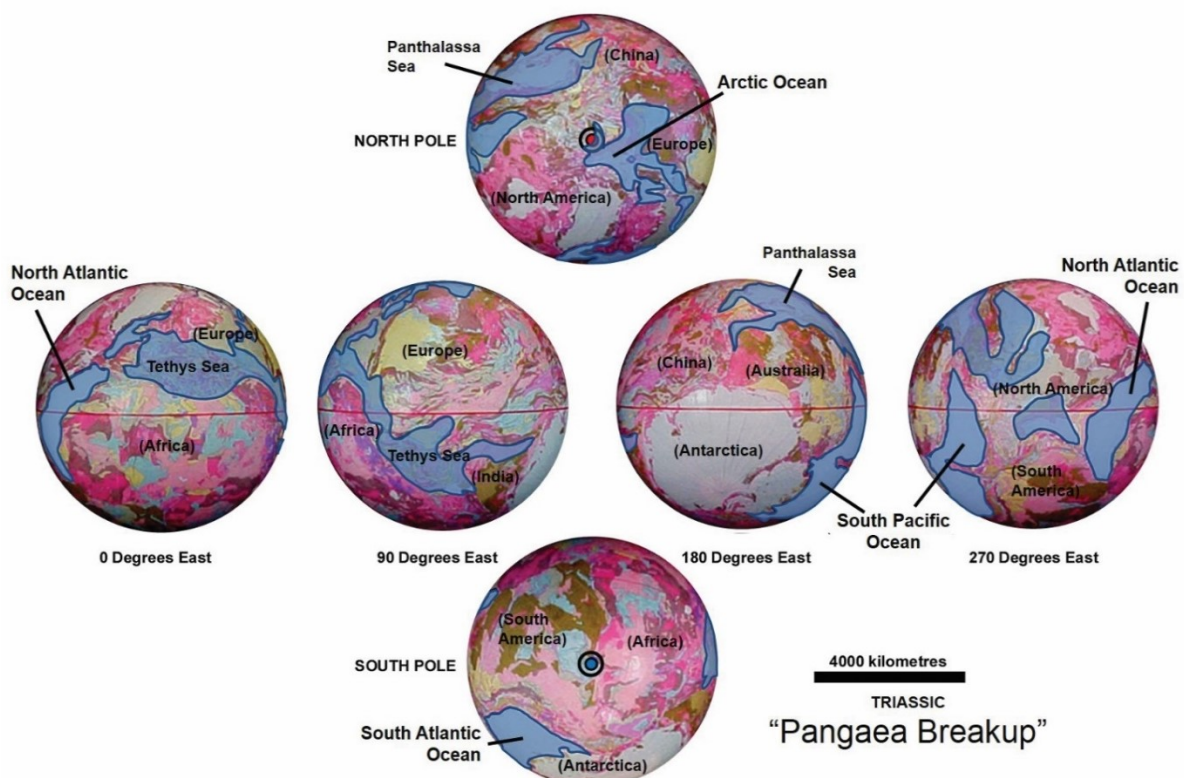 Panthalassa
Sea
(China)
Arctic Ocean
NORTH POLE
(Europe)
(North America)
North Atlantic
Ocean
(Europe)
Tethys Sea
(Africa)
0 Degrees East
(Europe)
(Africa)
Tethys Sea
(India)
90 Degrees East
Panthalassa
Sea
(China)
(Australia)
(Antarctica)
180 Degrees East
South Pacific
Ocean
North Atlantic
Ocean
(North America)
(South
America)
270 Degrees East
(South
America)
(Africa)
SOUTH POLE
South Atlantic
Ocean
(Antarctica)
4000 kilometres
TRIASSIC
“Pangaea Breakup”